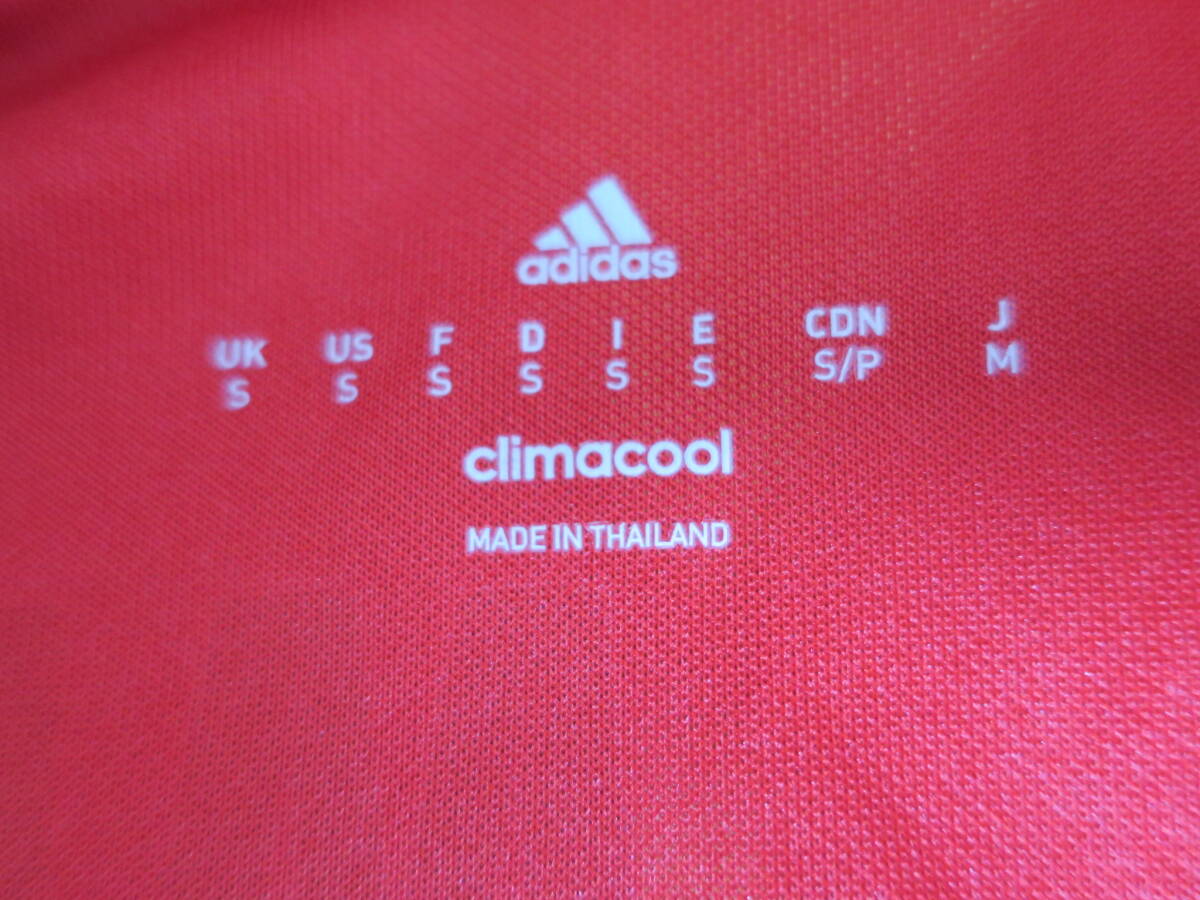 adidas
UK US F D I E CDN J
S S S S S S S/P M
climacool
MADE IN THAILAND